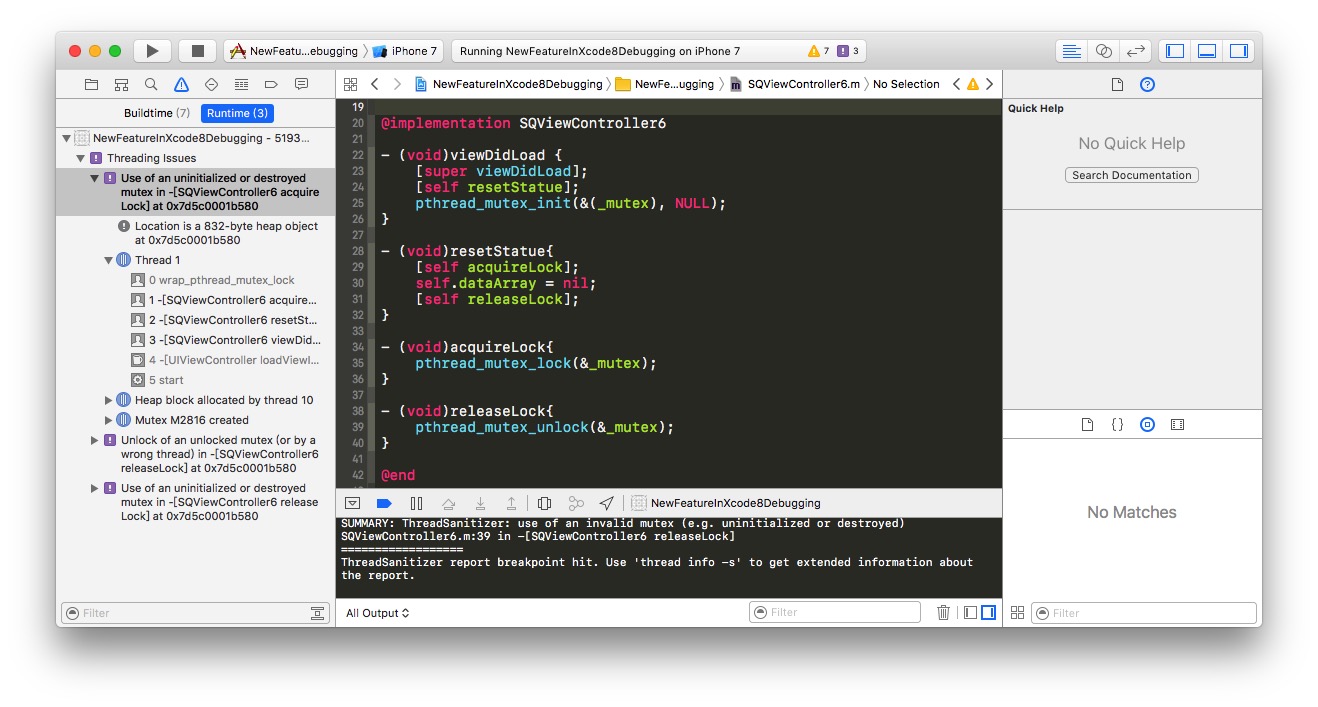 NewFeatu...ebugging
iPhone 7
Running NewFeatureInXcode8Debugging on iPhone 7
7
3
NewFeatureInXcode8Debugging
NewFe...ugging
SQViewController6.m
No Selection
Buildtime (7)
Runtime (3)
NewFeatureInXcode8Debugging - 5193...
Threading Issues
Use of an uninitialized or destroyed
mutex in -[SQViewController6 acquire
Lock] at 0x7d5c0001b580
Location is a 832-byte heap object
at 0x7d5c0001b580
Thread 1
0 wrap_pthread_mutex_lock
1 -[SQViewController6 acquire...
2 -[SQViewController6 resetSt...
3 -[SQViewController6 viewDid...
4 -[UIViewController loadViewI...
5 start
Heap block allocated by thread 10
Mutex M2816 created
Unlock of an unlocked mutex (or by a
wrong thread) in -[SQViewController6
releaseLock] at 0x7d5c0001b580
Use of an uninitialized or destroyed
mutex in -[SQViewController6 release
Lock] at 0x7d5c0001b580
Filter
19
20 @implementation SQViewController6
21
22 - (void)viewDidLoad {
23 [super viewDidLoad];
24 [self resetStatue];
25 pthread_mutex_init(&(_mutex), NULL);
26 }
27
28 - (void)resetStatue{
29 [self acquireLock];
30 self.dataArray = nil;
31 [self releaseLock];
32 }
33
34 - (void)acquireLock{
35 pthread_mutex_lock(&_mutex);
36 }
37
38 - (void)releaseLock{
39 pthread_mutex_unlock(&_mutex);
40 }
41
42 @end
NewFeatureInXcode8Debugging
SUMMARY: ThreadSanitizer: use of an invalid mutex (e.g. uninitialized or destroyed)
SQViewController6.m:39 in -[SQViewController6 releaseLock]
==================
ThreadSanitizer report breakpoint hit. Use 'thread info -s' to get extended information about
the report.
All Output
Filter
Quick Help
No Quick Help
Search Documentation
No Matches
Filter